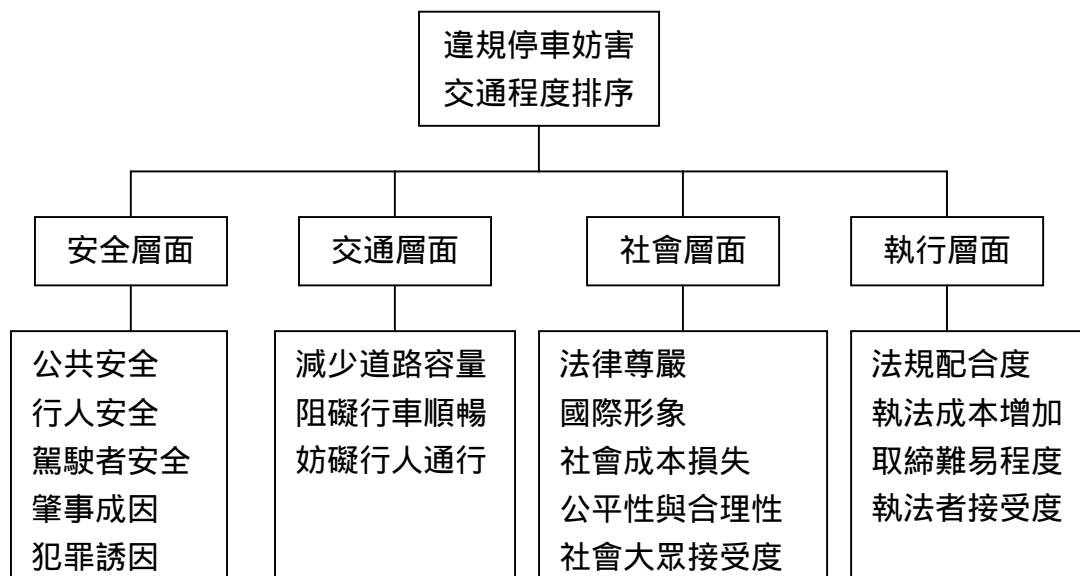 違規停車妨害
交通程度排序
安全層面
交通層面
社會層面
執行層面
公共安全
行人安全
駕駛者安全
肇事成因
犯罪誘因
減少道路容量
阻礙行車順暢
妨礙行人通行
法律尊嚴
國際形象
社會成本損失
公平性與合理性
社會大眾接受度
法規配合度
執法成本增加
取締難易程度
執法者接受度